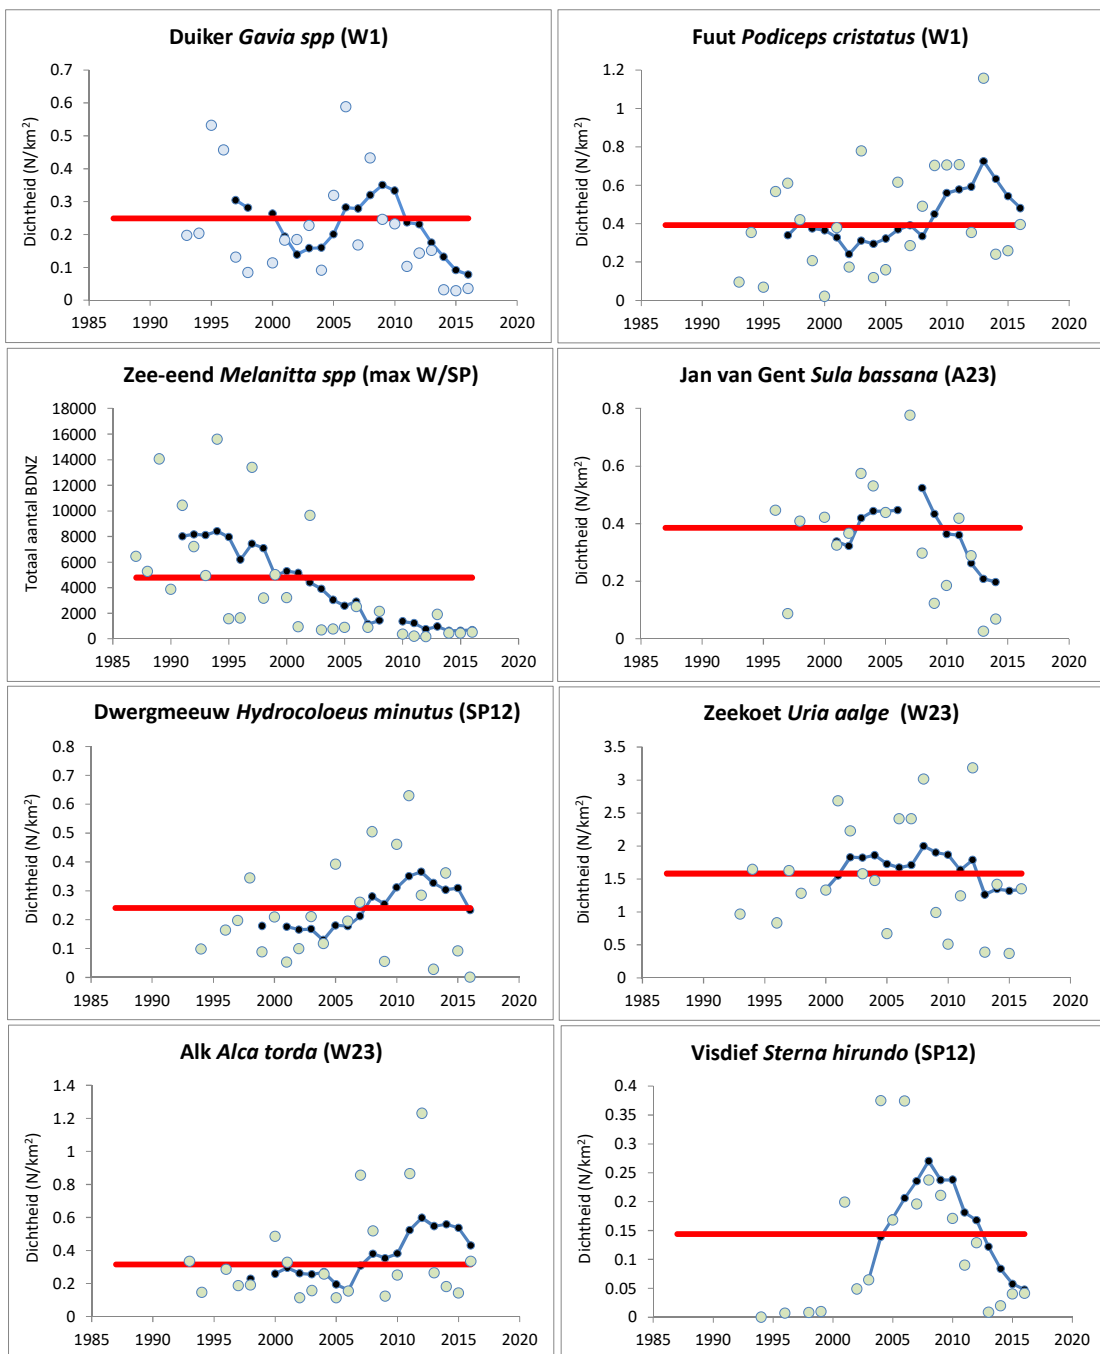 Duiker Gavia spp (W1)
Dichtheid (N/km²)
0.7
0.6
0.5
0.4
0.3
0.2
0.1
0
1985 1990 1995 2000 2005 2010 2015 2020
Fuut Podiceps cristatus (W1)
Dichtheid (N/km²)
1.2
1
0.8
0.6
0.4
0.2
0
1985 1990 1995 2000 2005 2010 2015 2020
Zee-eend Melanitta spp (max W/SP)
Totaal aantal BDNZ
18000
16000
14000
12000
10000
8000
6000
4000
2000
0
1985 1990 1995 2000 2005 2010 2015 2020
Jan van Gent Sula bassana (A23)
Dichtheid (N/km²)
0.8
0.6
0.4
0.2
0
1985 1990 1995 2000 2005 2010 2015 2020
Dwergmeeuw Hydrocoloeus minutus (SP12)
Dichtheid (N/km²)
0.8
0.7
0.6
0.5
0.4
0.3
0.2
0.1
0
1985 1990 1995 2000 2005 2010 2015 2020
Zeekoet Uria aalge (W23)
Dichtheid (N/km²)
3.5
3
2.5
2
1.5
1
0.5
0
1985 1990 1995 2000 2005 2010 2015 2020
Alk Alca torda (W23)
Dichtheid (N/km²)
1.4
1.2
1
0.8
0.6
0.4
0.2
0
1985 1990 1995 2000 2005 2010 2015 2020
Visdief Sterna hirundo (SP12)
Dichtheid (N/km²)
0.4
0.35
0.3
0.25
0.2
0.15
0.1
0.05
0
1985 1990 1995 2000 2005 2010 2015 2020